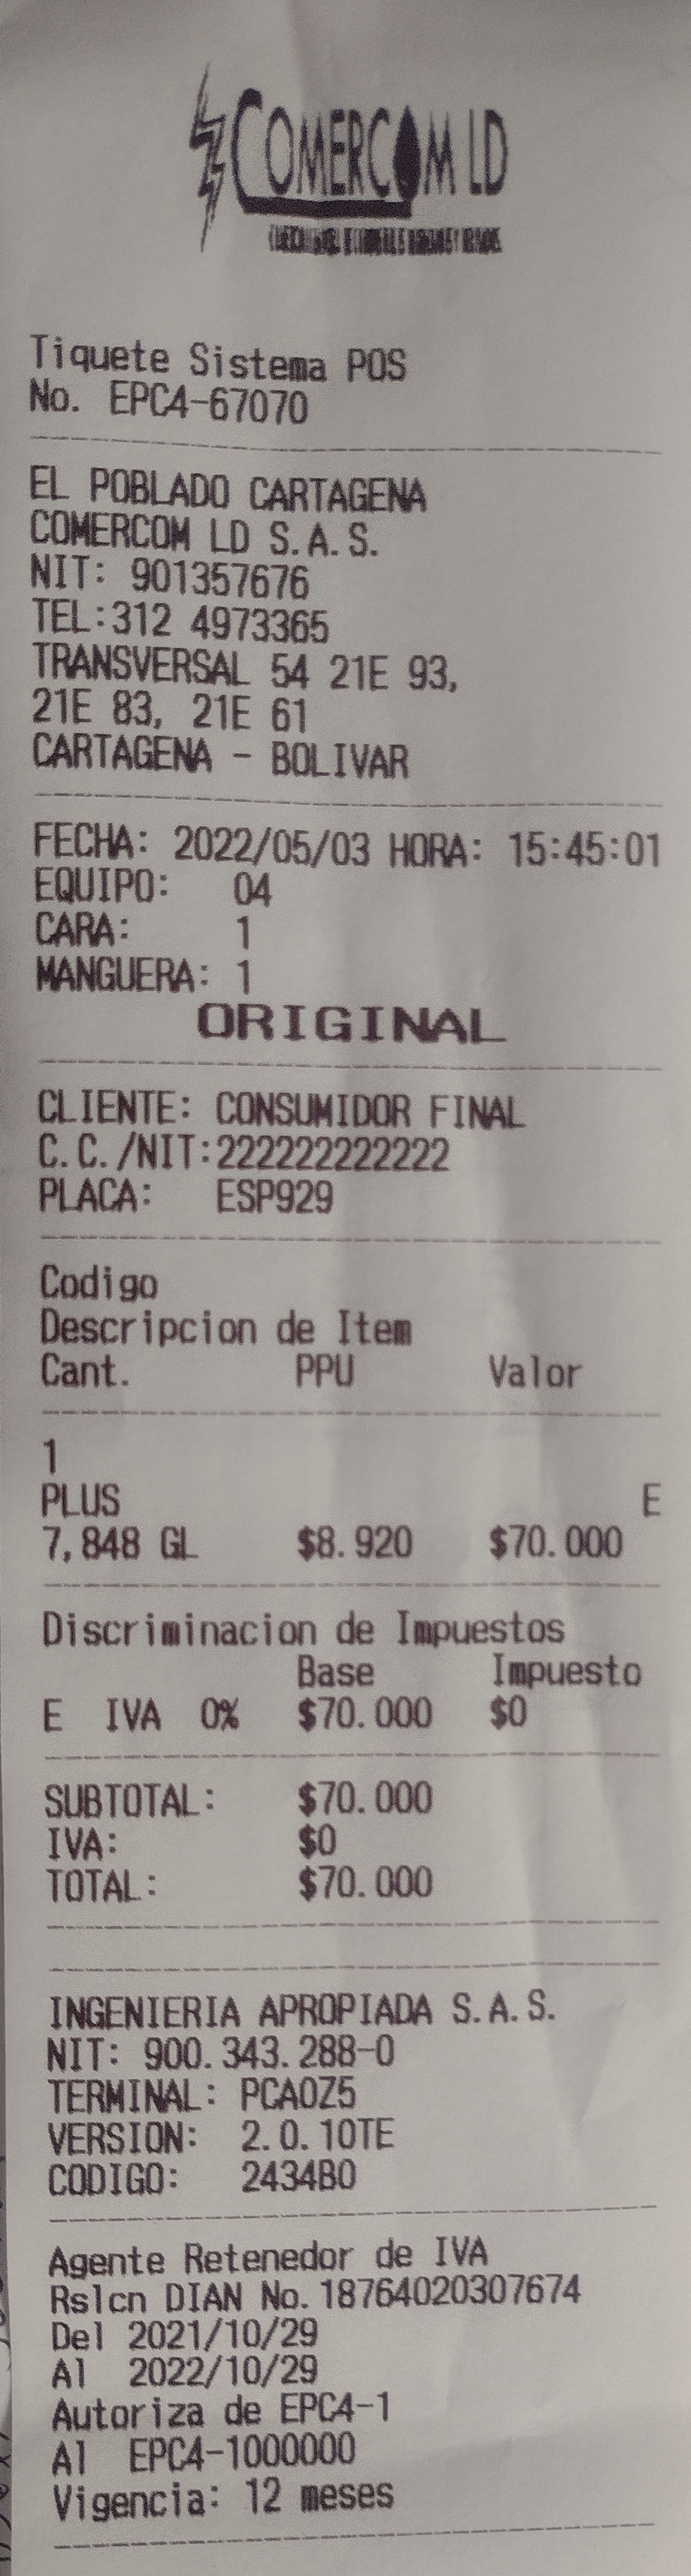 COMERCOM LD
Tiquete Sistema POS
No. EPC4-67070
EL POBLADO CARTAGENA
COMERCOM LD S.A.S.
NIT: 901357676
TEL:312 4973365
TRANSVERSAL 54 21E 93,
21E 83, 21E 61
CARTAGENA - BOLIVAR
FECHA: 2022/05/03 HORA: 15:45:01
EQUIPO: 04
CARA: 1
MANGUERA: 1
ORIGINAL
CLIENTE: CONSUMIDOR FINAL
C.C./NIT:222222222222
PLACA: ESP929
Codigo
Descripcion de Item
Cant. PPU Valor
1
PLUS E
7,848 GL $8.920 $70.000
Discriminacion de Impuestos
Base Impuesto
E IVA 0% $70.000 $0
SUBTOTAL: $70.000
IVA: $0
TOTAL: $70.000
INGENIERIA APROPIADA S.A.S.
NIT: 900.343.288-0
TERMINAL: PCA0Z5
VERSION: 2.0.10TE
CODIGO: 2434B0
Agente Retenedor de IVA
Rslcn DIAN No.18764020307674
Del 2021/10/29
Al 2022/10/29
Autoriza de EPC4-1
Al EPC4-1000000
Vigencia: 12 meses